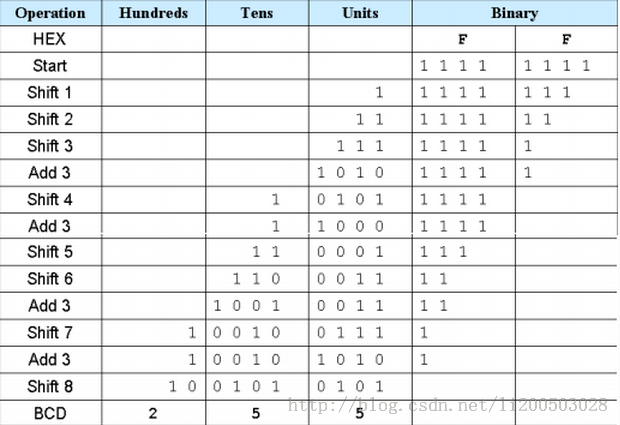 Operation Hundreds Tens Units Binary
HEX F F
Start 1 1 1 1 1 1 1 1
Shift 1 1 1 1 1 1 1 1 1
Shift 2 1 1 1 1 1 1 1 1
Shift 3 1 1 1 1 1 1 1 1
Add 3 1 0 1 0 1 1 1 1 1
Shift 4 1 0 1 0 1 1 1 1 1
Add 3 1 1 0 0 0 1 1 1 1
Shift 5 1 1 0 0 0 1 1 1 1
Shift 6 1 1 0 0 0 1 1 1 1
Add 3 1 0 0 1 0 0 1 1 1 1
Shift 7 1 0 0 1 0 0 1 1 1 1
Add 3 1 0 0 1 0 1 0 1 0 1
Shift 8 1 0 0 1 0 1 0 1 0 1
BCD 2 5 5
http://blog.csdn.net/li200503028